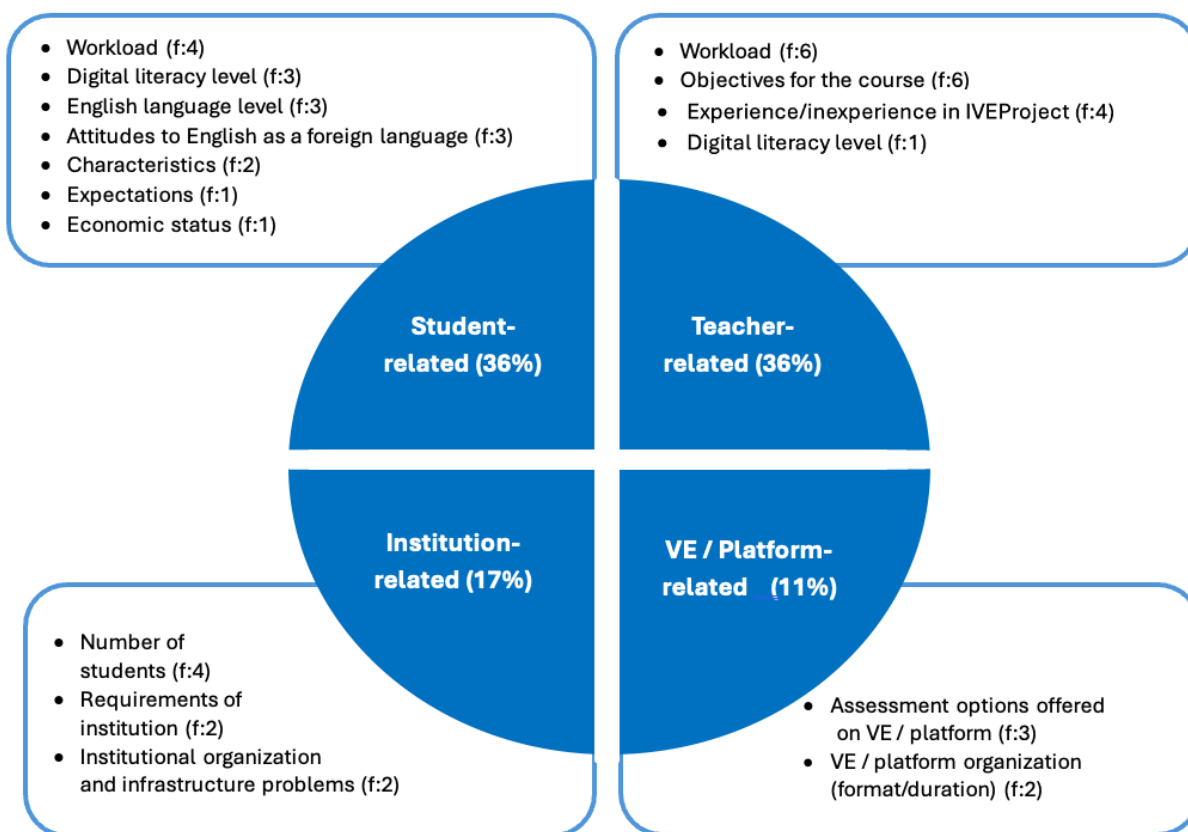 • Workload (f:4)
• Digital literacy level (f:3)
• English language level (f:3)
• Attitudes to English as a foreign language (f:3)
• Characteristics (f:2)
• Expectations (f:1)
• Economic status (f:1)
• Workload (f:6)
• Objectives for the course (f:6)
• Experience/inexperience in IVEProject (f:4)
• Digital literacy level (f:1)
Student-
related (36%)
Teacher-
related (36%)
Institution-
related (17%)
VE / Platform-
related (11%)
• Number of
students (f:4)
• Requirements of
institution (f:2)
• Institutional organization
and infrastructure problems (f:2)
• Assessment options offered
on VE / platform (f:3)
• VE / platform organization
(format/duration) (f:2)